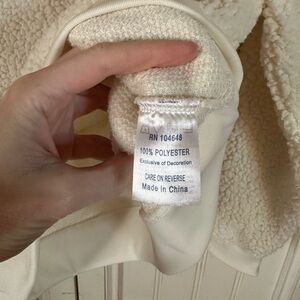 RN 104648
100% POLYESTER
Exclusive of Decoration
CARE ON REVERSE
Made in China